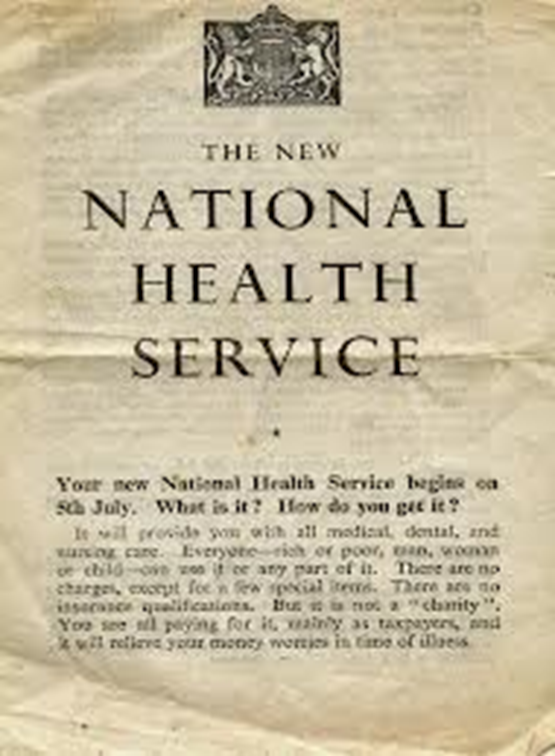 THE NEW
NATIONAL
HEALTH
SERVICE
Your new National Health Service begins on
5th July. What is it? How do you get it?
It will provide you with all medical, dental, and
nursing care. Everyone—rich or poor, man, woman
or child—can use it or any part of it. There are no
charges, except for a few special items. There are no
insurance qualifications. But it is not a "charity".
You are all paying for it, mainly as taxpayers, and
it will relieve your money worries in time of illness.